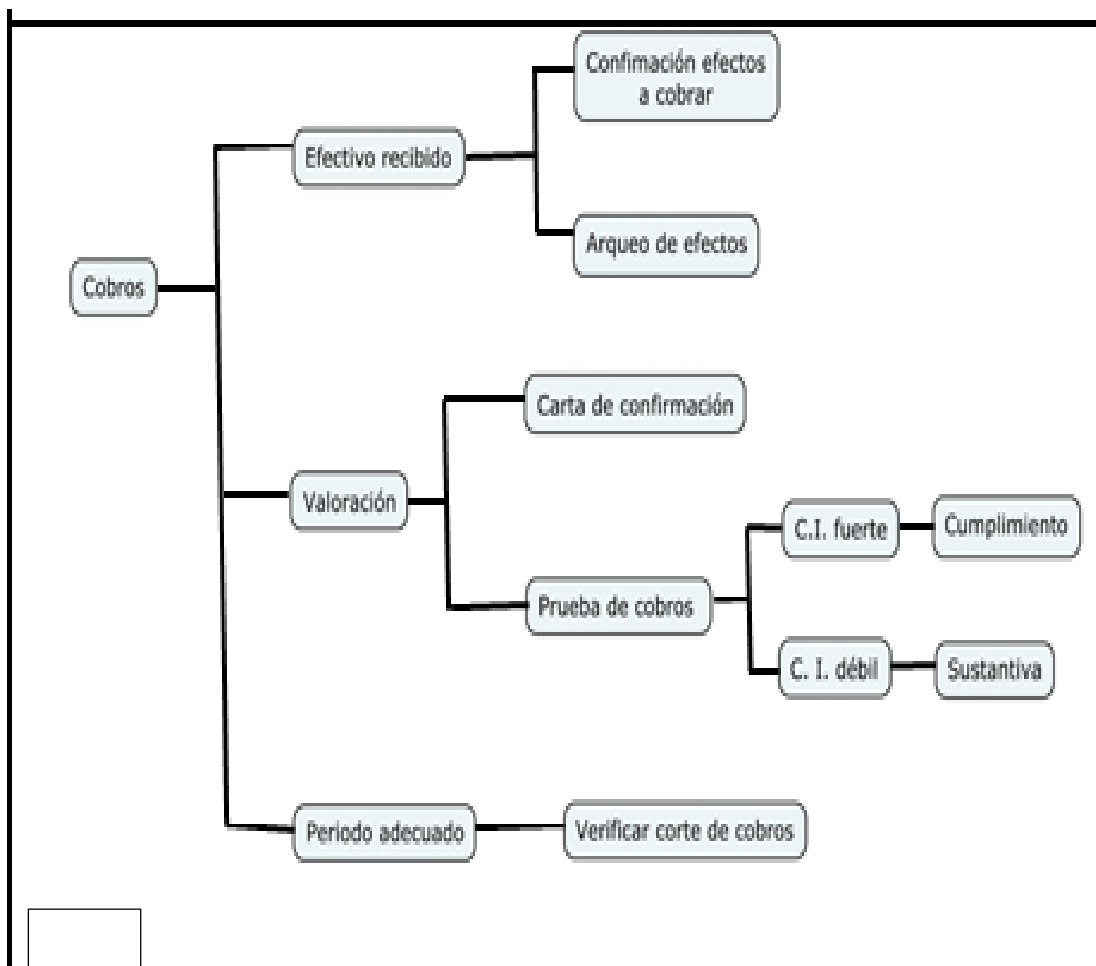 Confimación efectos
a cobrar
Efectivo recibido
Arqueo de efectos
Cobros
Carta de confirmación
Valoración
C.I. fuerte
Cumplimiento
Prueba de cobros
C. I. débil
Sustantiva
Periodo adecuado
Verificar corte de cobros